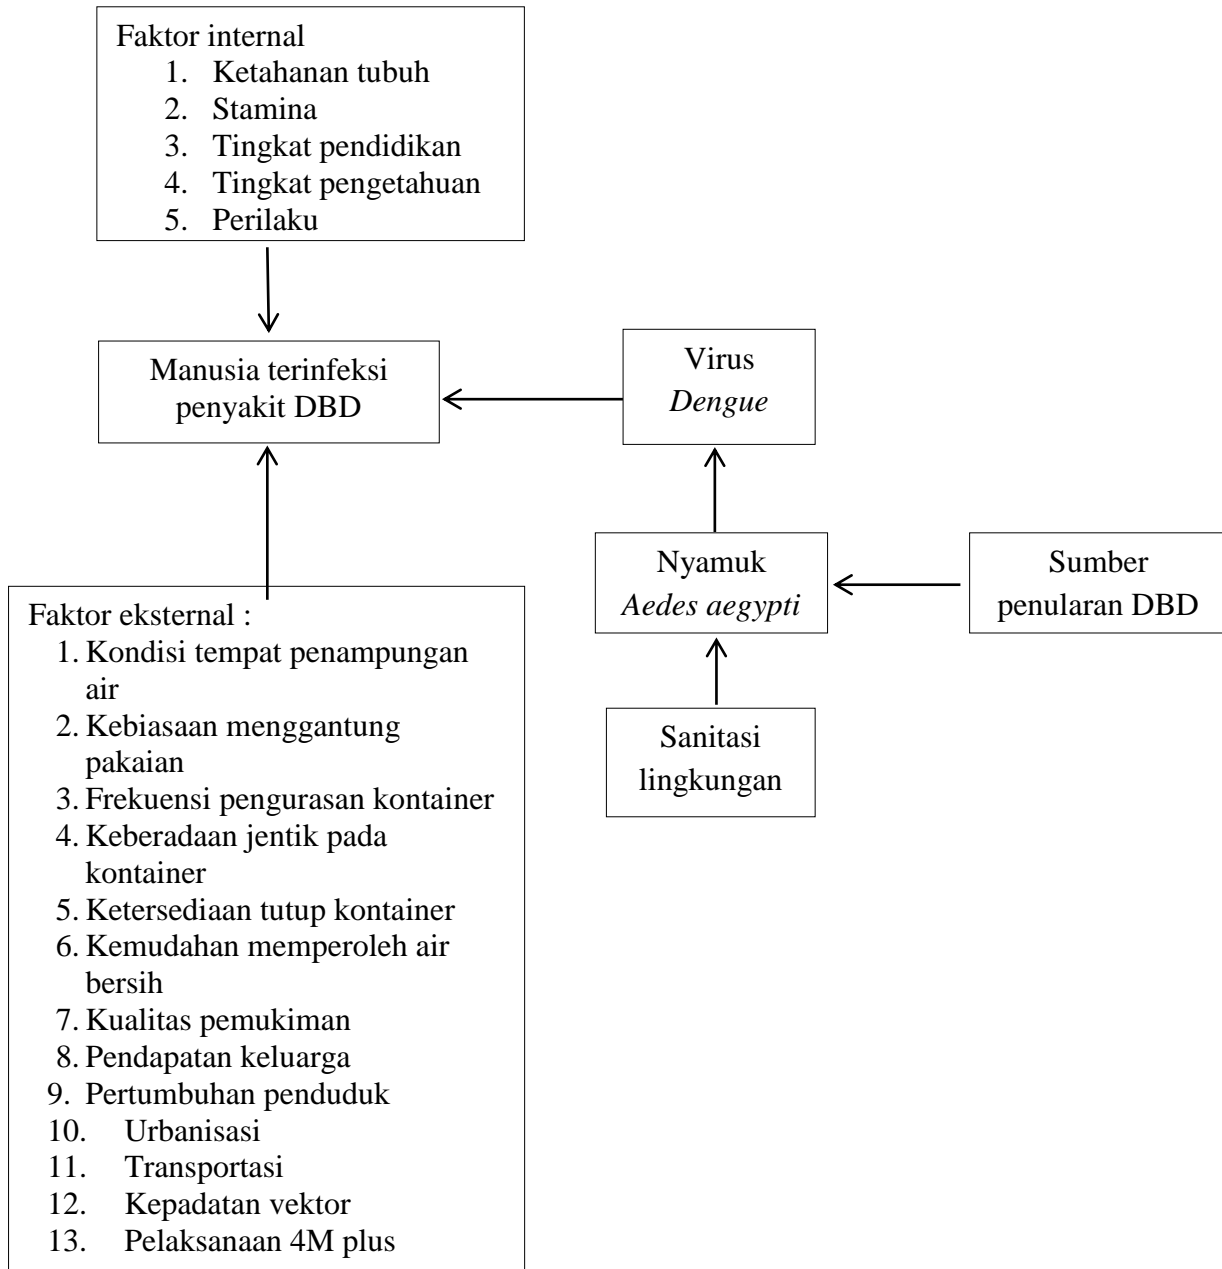 Faktor internal
1. Ketahanan tubuh
2. Stamina
3. Tingkat pendidikan
4. Tingkat pengetahuan
5. Perilaku
Manusia terinfeksi
penyakit DBD
Virus
Dengue
Nyamuk
Aedes aegypti
Sumber
penularan DBD
Sanitasi
lingkungan
Faktor eksternal :
1. Kondisi tempat penampungan
air
2. Kebiasaan menggantung
pakaian
3. Frekuensi pengurasan kontainer
4. Keberadaan jentik pada
kontainer
5. Ketersediaan tutup kontainer
6. Kemudahan memperoleh air
bersih
7. Kualitas pemukiman
8. Pendapatan keluarga
9. Pertumbuhan penduduk
10. Urbanisasi
11. Transportasi
12. Kepadatan vektor
13. Pelaksanaan 4M plus